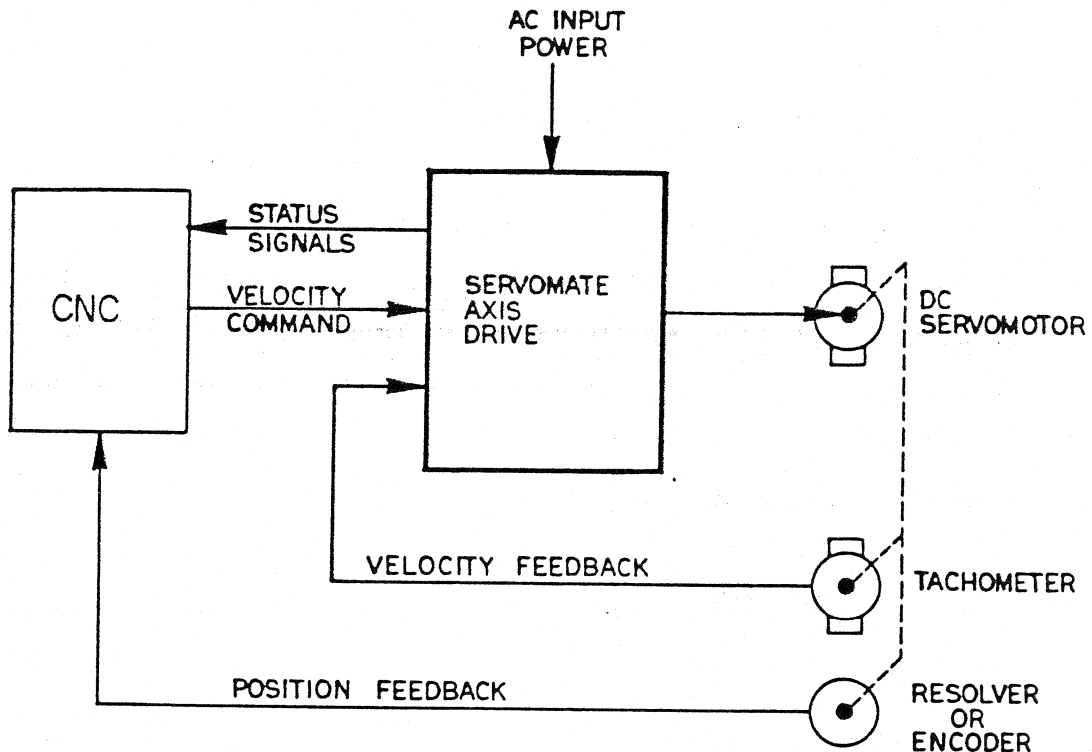 AC INPUT
POWER
STATUS
SIGNALS
CNC
VELOCITY
COMMAND
SERVOMATE
AXIS
DRIVE
DC
SERVOMOTOR
VELOCITY FEEDBACK
TACHOMETER
POSITION FEEDBACK
RESOLVER
OR
ENCODER